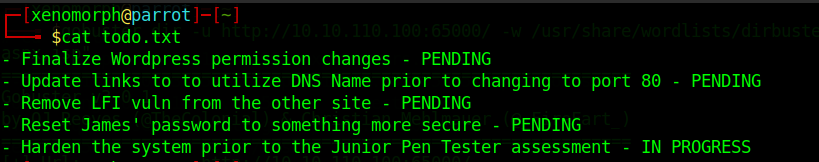 ┌─[xenomorph@parrot]─[~]
└──╼ $cat todo.txt
- Finalize Wordpress permission changes - PENDING
- Update links to to utilize DNS Name prior to changing to port 80 - PENDING
- Remove LFI vuln from the other site - PENDING
- Reset James' password to something more secure - PENDING
- Harden the system prior to the Junior Pen Tester assessment - IN PROGRESS